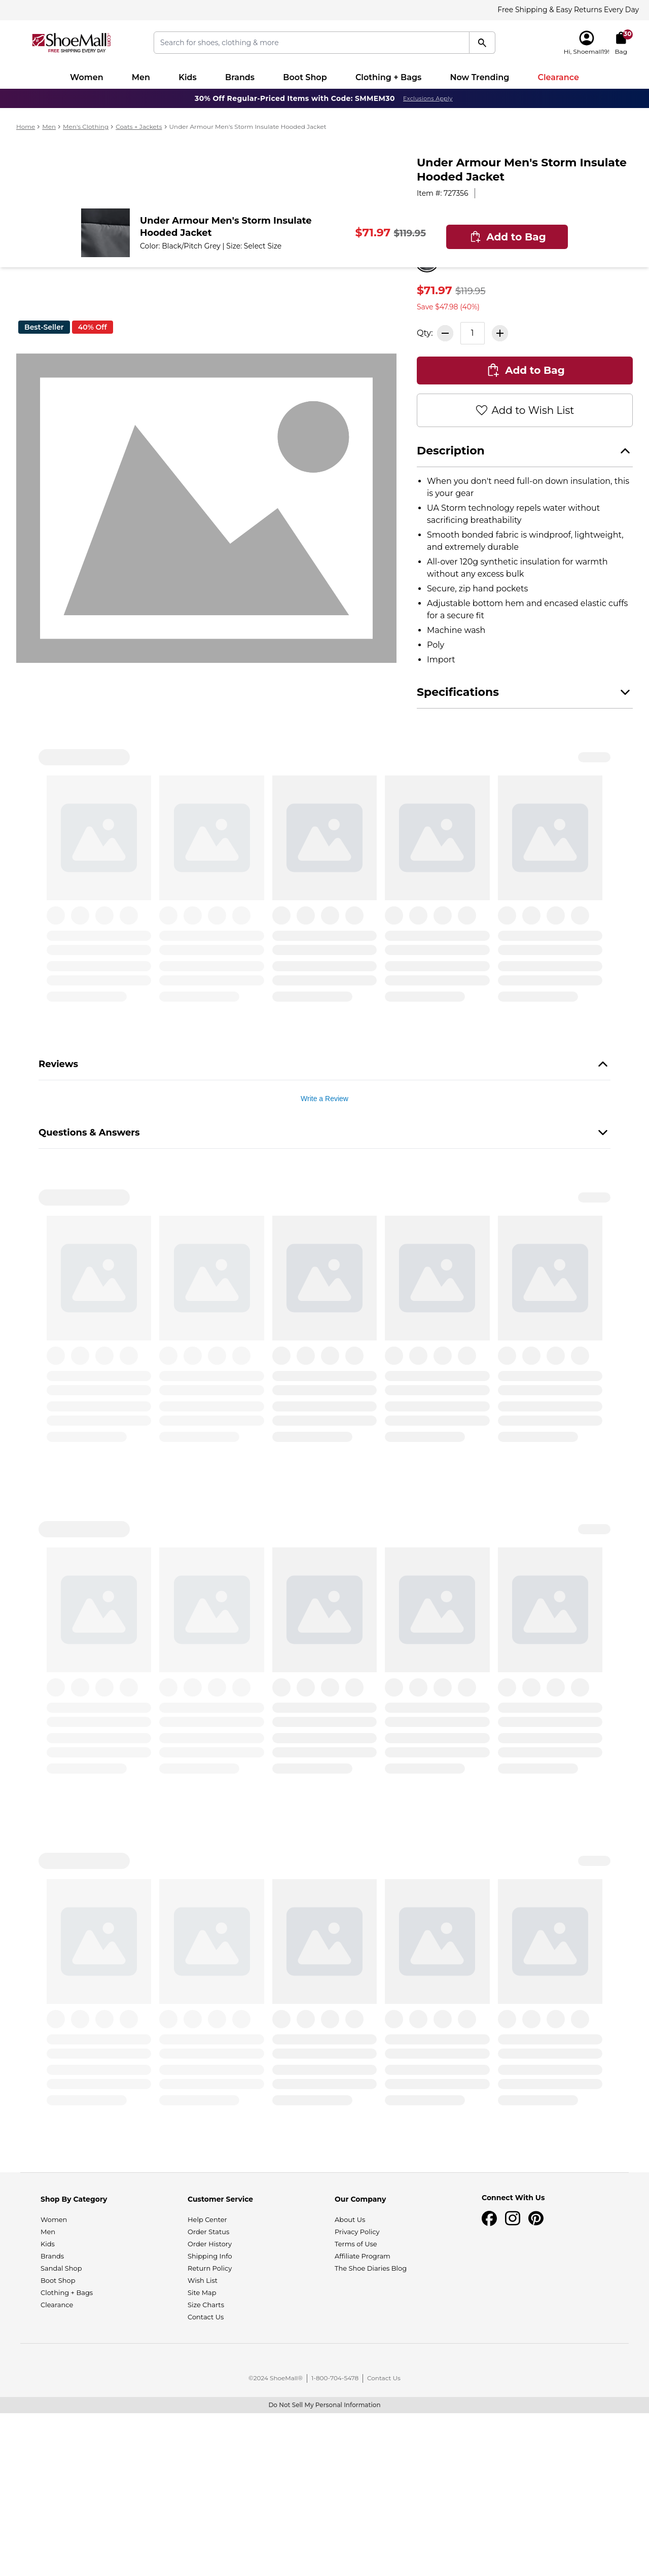 Free Shipping & Easy Returns Every Day
ShoeMall
FREE SHIPPING EVERY DAY
Search for shoes, clothing & more
Hi, Shoemall19!
30
Bag
Women
Men
Kids
Brands
Boot Shop
Clothing + Bags
Now Trending
Clearance
30% Off Regular-Priced Items with Code: SMMEM30 Exclusions Apply
Home > Men > Men's Clothing > Coats + Jackets > Under Armour Men's Storm Insulate Hooded Jacket
Under Armour Men's Storm Insulate
Hooded Jacket
Item #: 727356
Under Armour Men's Storm Insulate
Hooded Jacket
Color: Black/Pitch Grey | Size: Select Size
$71.97 $119.95
Add to Bag
$71.97 $119.95
Save $47.98 (40%)
Best-Seller
40% Off
Qty: 1
Add to Bag
Add to Wish List
Description
• When you don't need full-on down insulation, this
is your gear
• UA Storm technology repels water without
sacrificing breathability
• Smooth bonded fabric is windproof, lightweight,
and extremely durable
• All-over 120g synthetic insulation for warmth
without any excess bulk
• Secure, zip hand pockets
• Adjustable bottom hem and encased elastic cuffs
for a secure fit
• Machine wash
• Poly
• Import
Specifications
Reviews
Write a Review
Questions & Answers
Shop By Category
Women
Men
Kids
Brands
Sandal Shop
Boot Shop
Clothing + Bags
Clearance
Customer Service
Help Center
Order Status
Order History
Shipping Info
Return Policy
Wish List
Site Map
Size Charts
Contact Us
Our Company
About Us
Privacy Policy
Terms of Use
Affiliate Program
The Shoe Diaries Blog
Connect With Us
©2024 ShoeMall® | 1-800-704-5478 | Contact Us
Do Not Sell My Personal Information